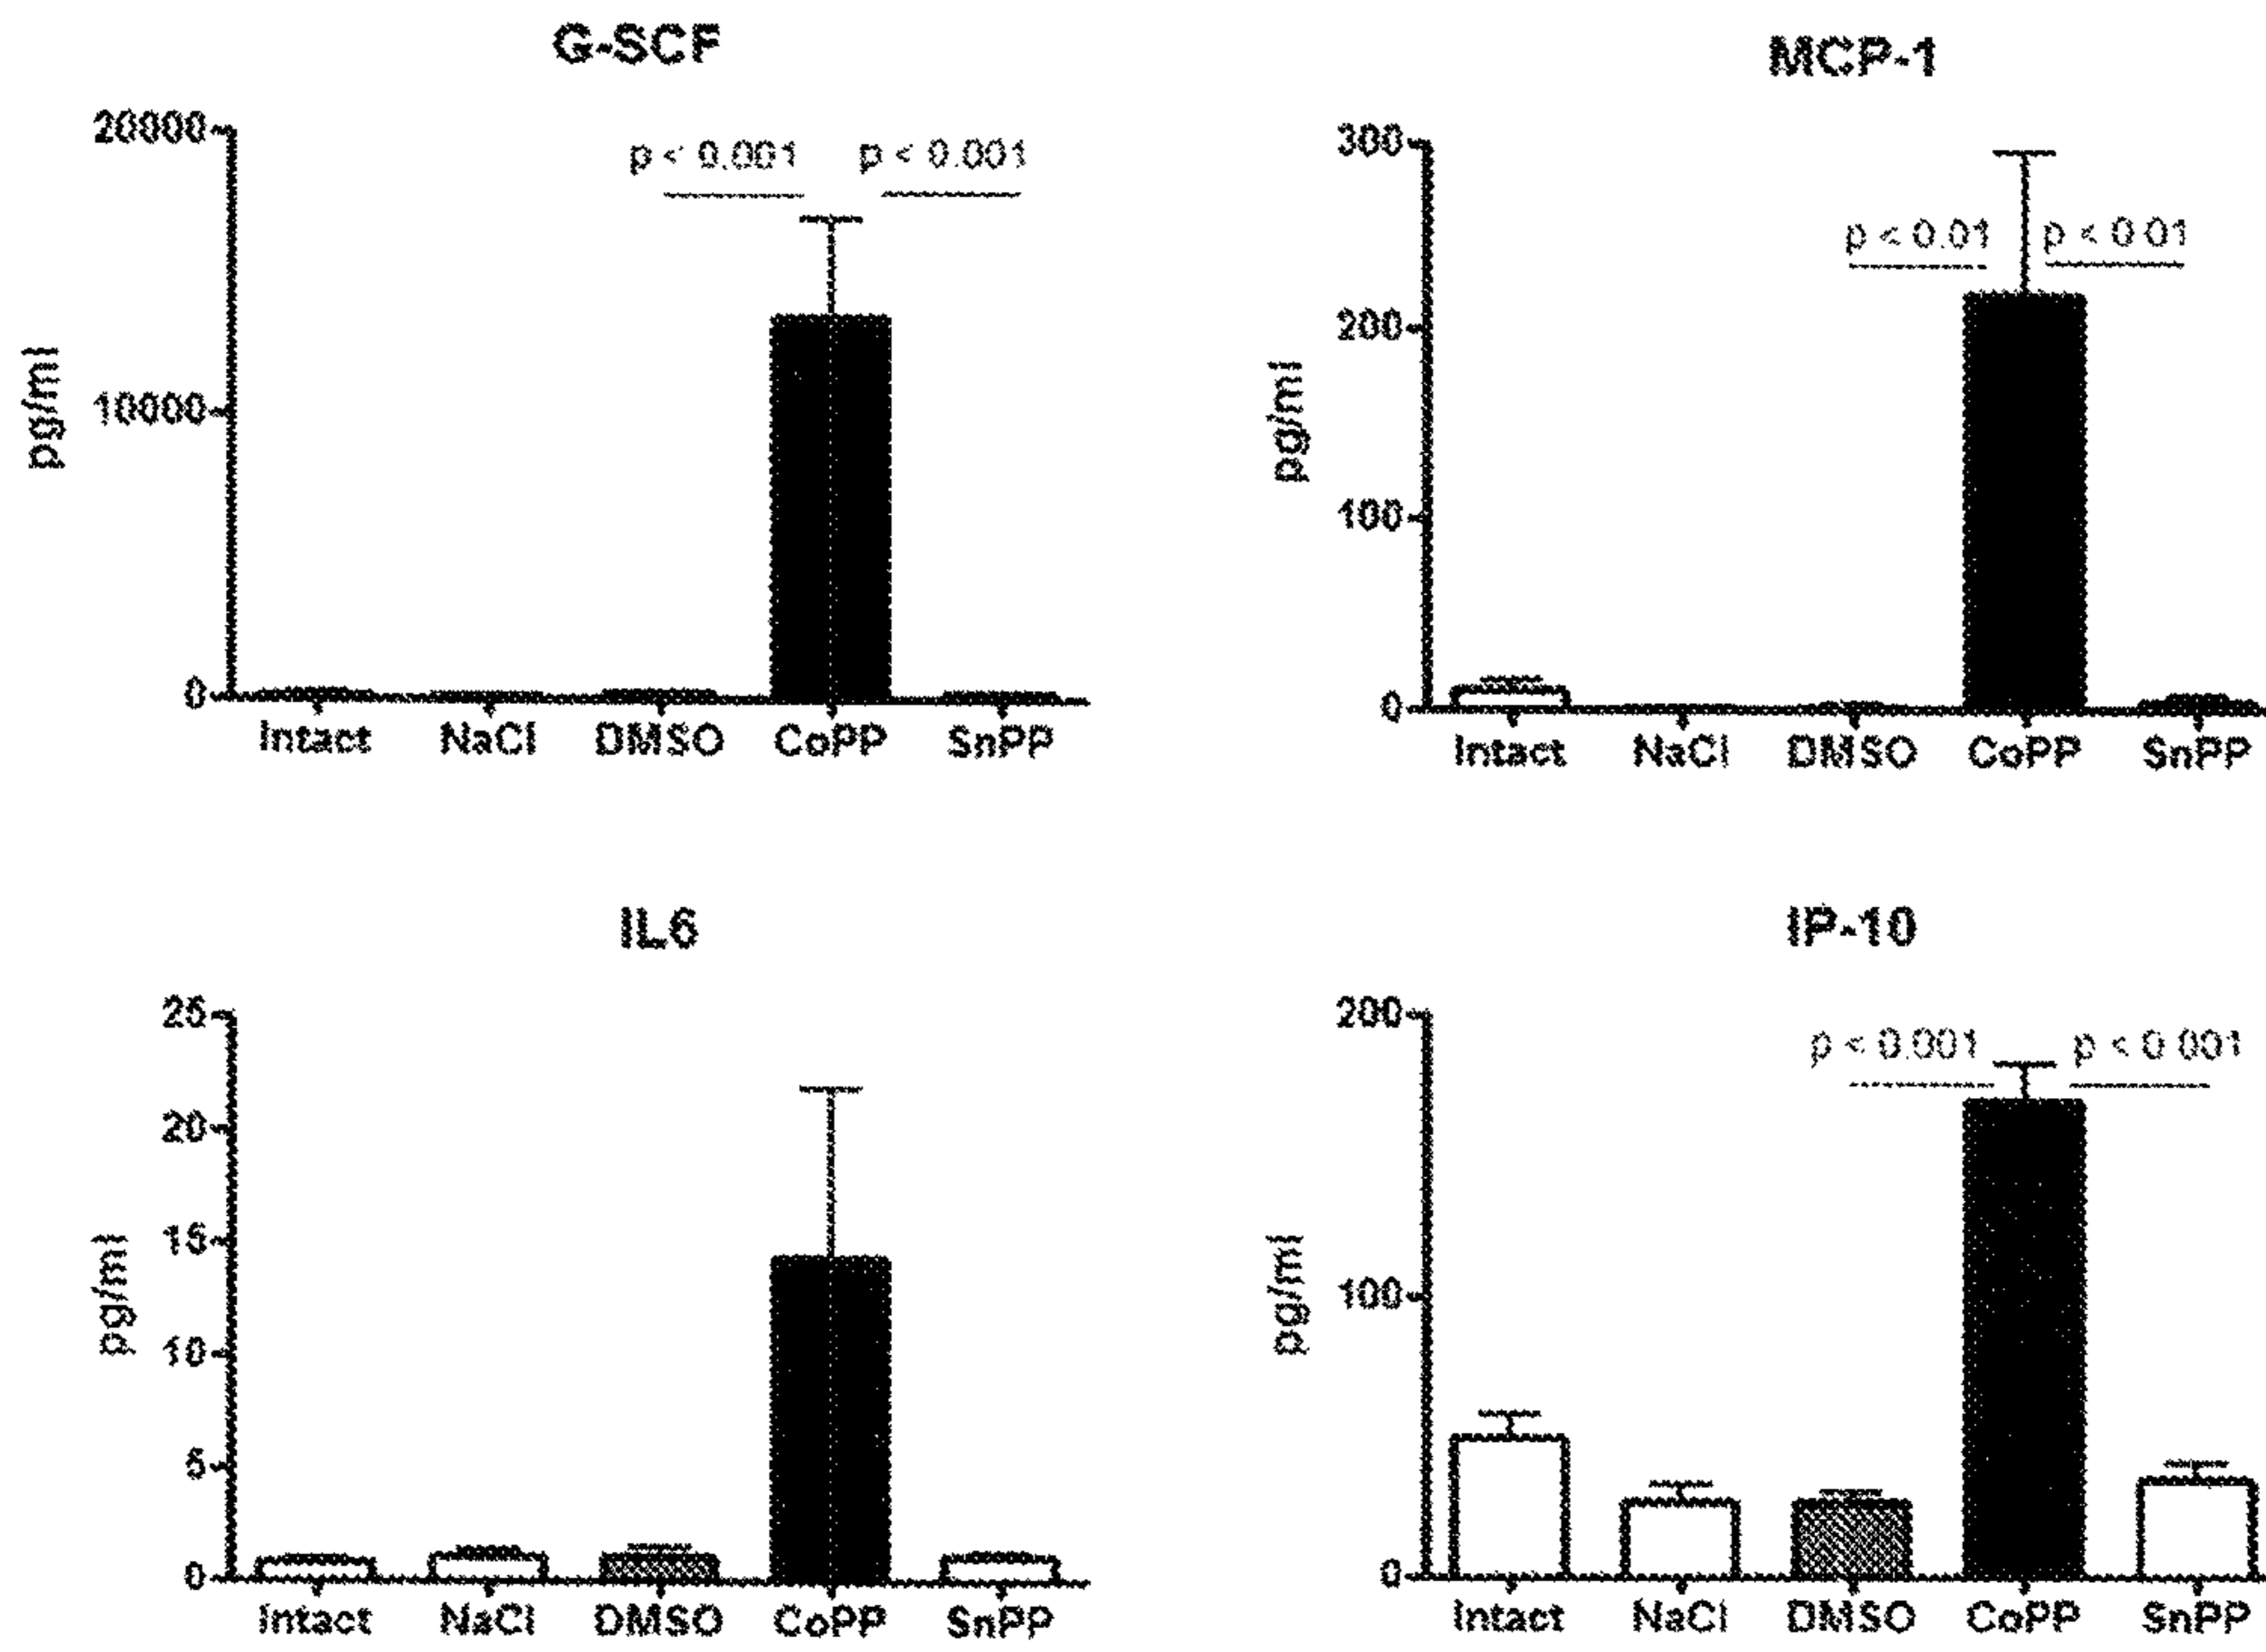 G-SCF
20000
p < 0.001 p < 0.001
pg/ml
10000
0
Intact NaCl DMSO CoPP SnPP
MCP-1
300
p < 0.01 p < 0.01
200
pg/ml
100
0
Intact NaCl DMSO CoPP SnPP
IL6
25
20
15
pg/ml
10
5
0
Intact NaCl DMSO CoPP SnPP
IP-10
200
p < 0.001 p < 0.001
pg/ml
100
0
Intact NaCl DMSO CoPP SnPP